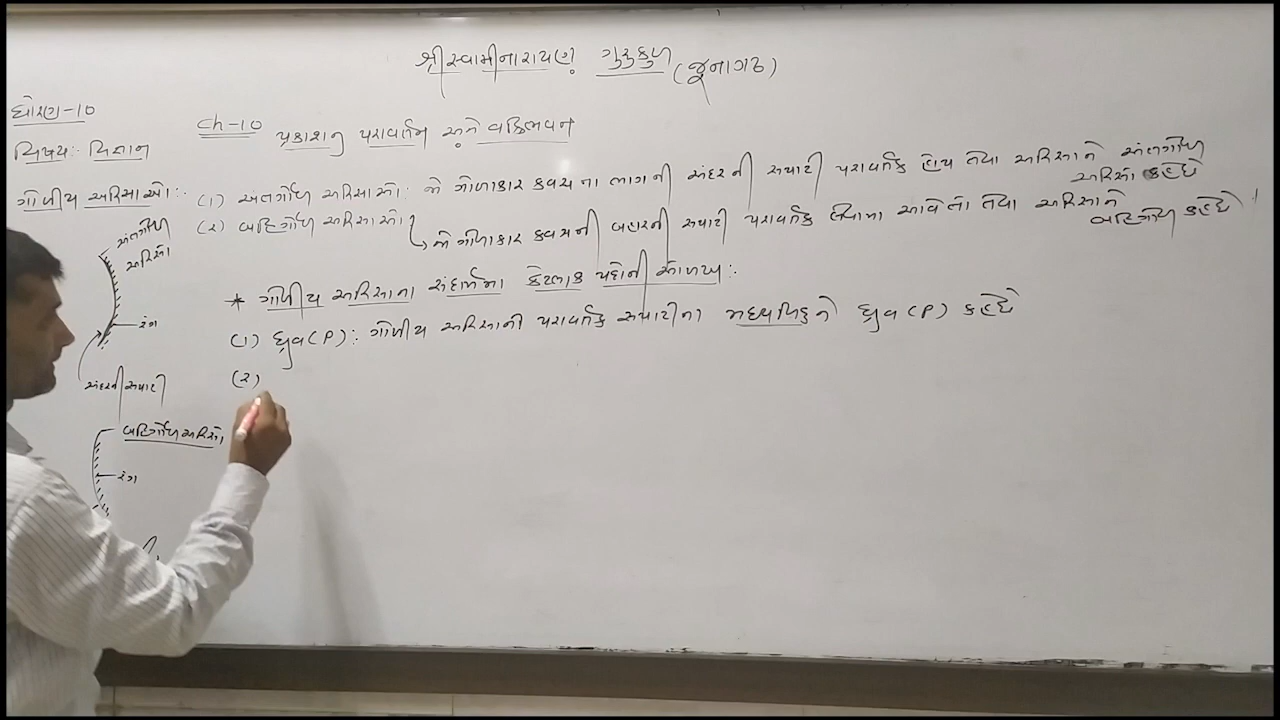 શ્રી સ્વામીનારાયણ ગુરુકુળ (જૂનાગઢ)
ધોરણ-10
વિષય:- વિજ્ઞાન
Ch-10 પ્રકાશનું પરાવર્તન અને વક્રિભવન
ગોળીય અરિસાઓ:-
(1) અંતર્ગોળ અરિસાઓ: જે ગોળાકાર કવચના ભાગની અંદરની સપાટી પરાવર્તક હોય તેવા અરિસાને અંતર્ગોળ
અરિસો કહે છે
(2) બહિર્ગોળ અરિસાઓ
જે ગોળાકાર કવચની બહારની સપાટી પરાવર્તક લેવામાં આવે તો તેવા અરિસાને
બહિર્ગોળ કહે છે
અંતર્ગોળ
અરિસો
રંગ
અંદરની સપાટી
બહિર્ગોળ અરિસો
રંગ
* ગોળીય અરિસાના સંદર્ભમાં કેટલાક પદોની ઓળખ:-
(1) ધ્રુવ (P): ગોળીય અરિસાની પરાવર્તક સપાટીના મધ્યબિંદુને ધ્રુવ (P) કહે છે
(2)